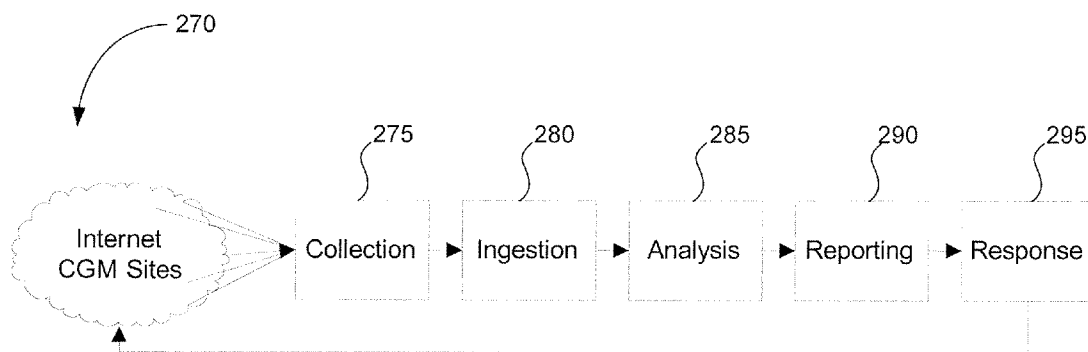 270
275
280
285
290
295
Internet
CGM Sites
Collection
Ingestion
Analysis
Reporting
Response